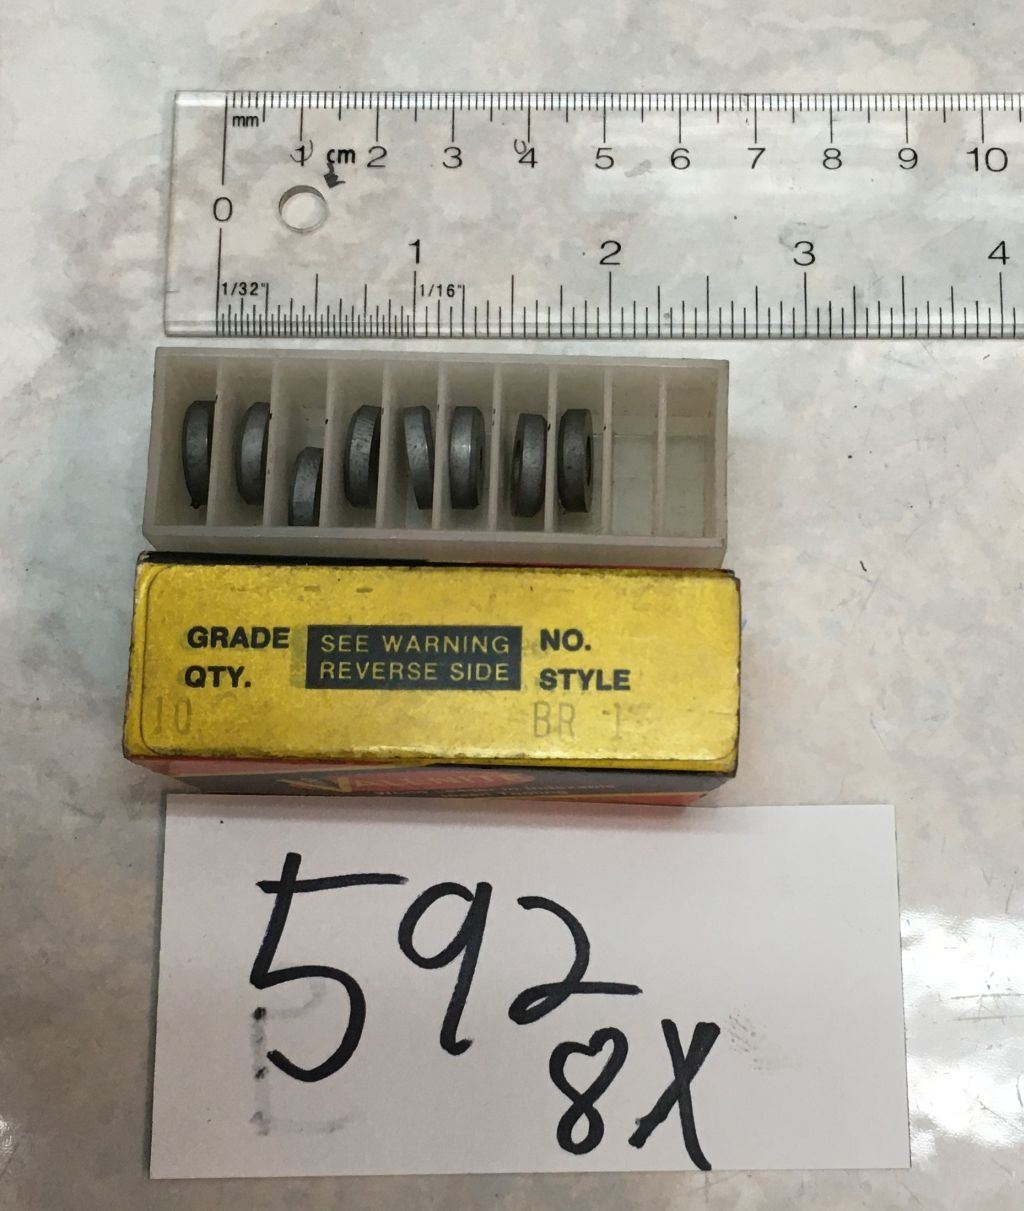 mm
1 cm 2 3 4 5 6 7 8 9 10
0
1 2 3 4
1/32" 1/16"
GRADE SEE WARNING NO.
QTY. REVERSE SIDE STYLE
10 BR 1
592
8X